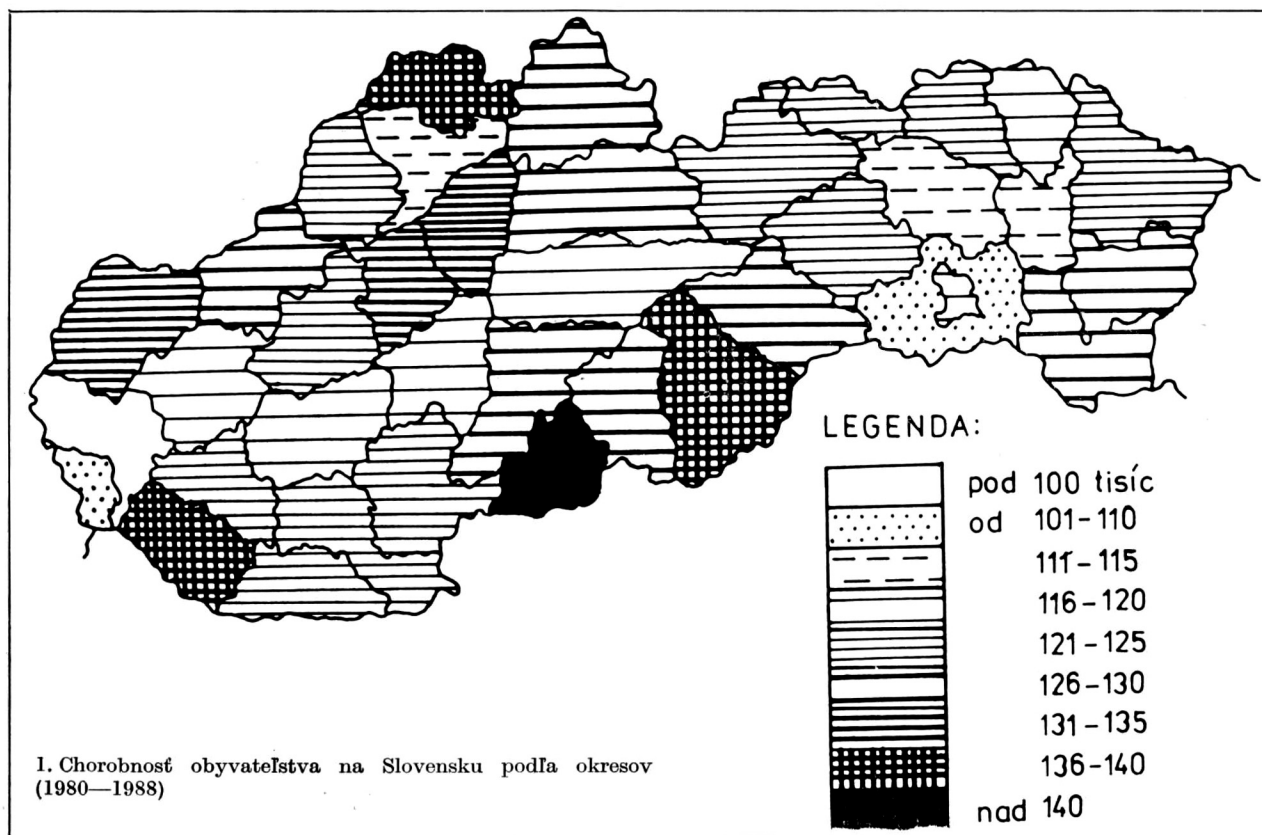 LEGENDA:
pod 100 tisíc
od 101-110
111-115
116-120
121-125
126-130
131-135
136-140
nad 140
1. Chorobnosť obyvateľstva na Slovensku podľa okresov
(1980—1988)